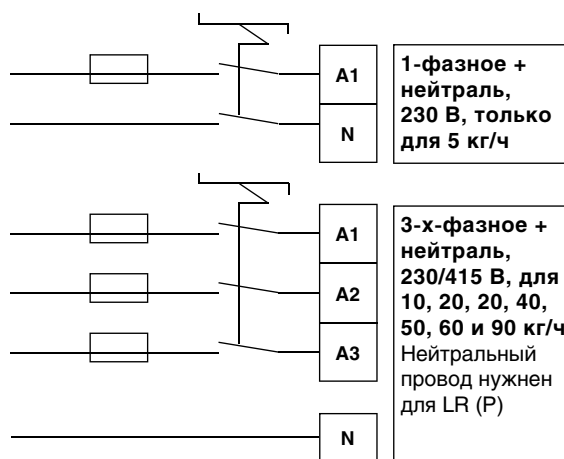 A1
N
1-фазное +
нейтраль,
230 В, только
для 5 кг/ч
A1
A2
A3
N
3-х-фазное +
нейтраль,
230/415 В, для
10, 20, 20, 40,
50, 60 и 90 кг/ч
Нейтральный
провод нужнен
для LR (P)